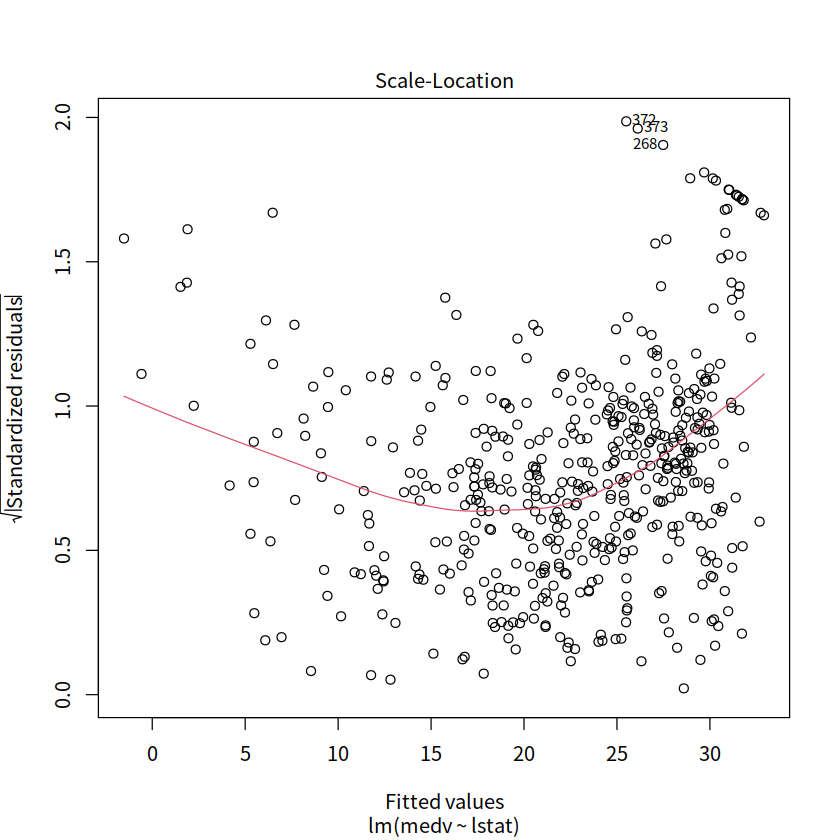 Scale-Location
√|Standardized residuals|
2.0
1.5
1.0
0.5
0.0
372
373
268
0 5 10 15 20 25 30
Fitted values
lm(medv ~ lstat)